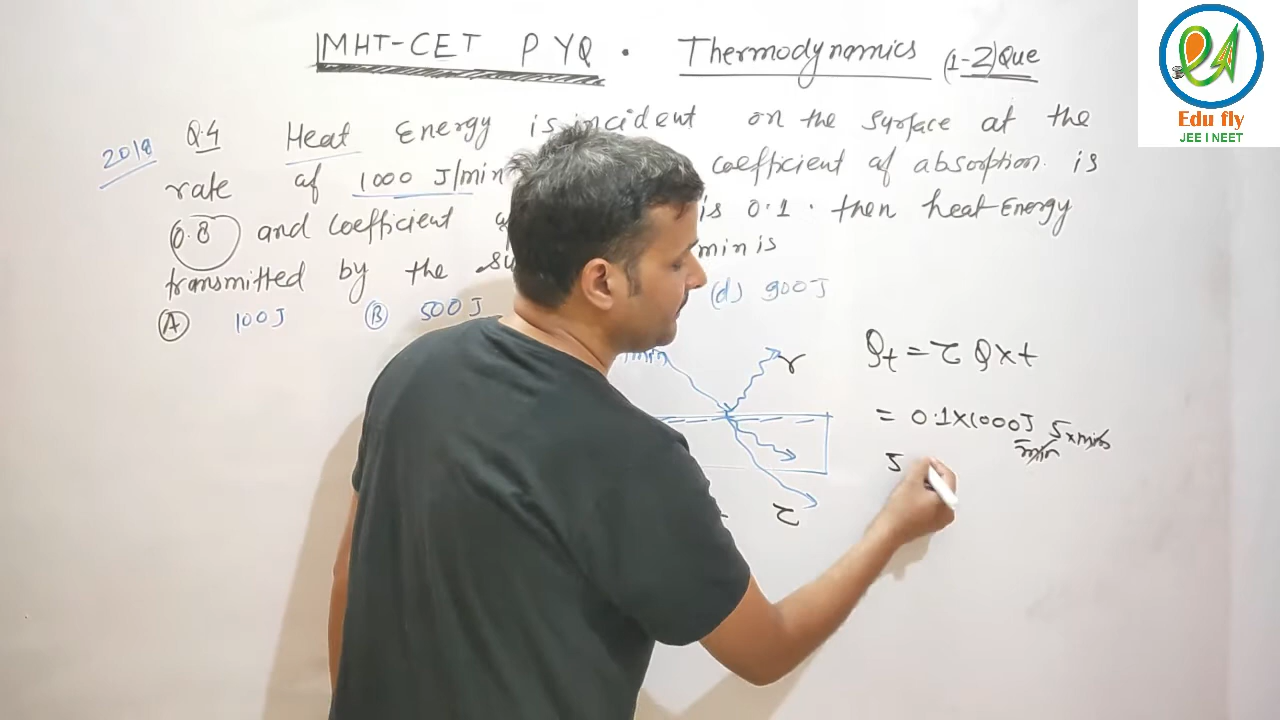 MHT-CET PYQ . Thermodynamics (1-2)Que
Edu fly
JEE I NEET
2018 Q.4 Heat Energy is incident on the surface at the
rate of 1000 J/min coefficient of absorption. is
0.8 and coefficient is 0.1. then heat Energy
transmitted by the min is
(A) 100J (B) 500J (d) 900J
r
Qt = τ Q×t
= 0.1×1000J 5×min
min
5
τ